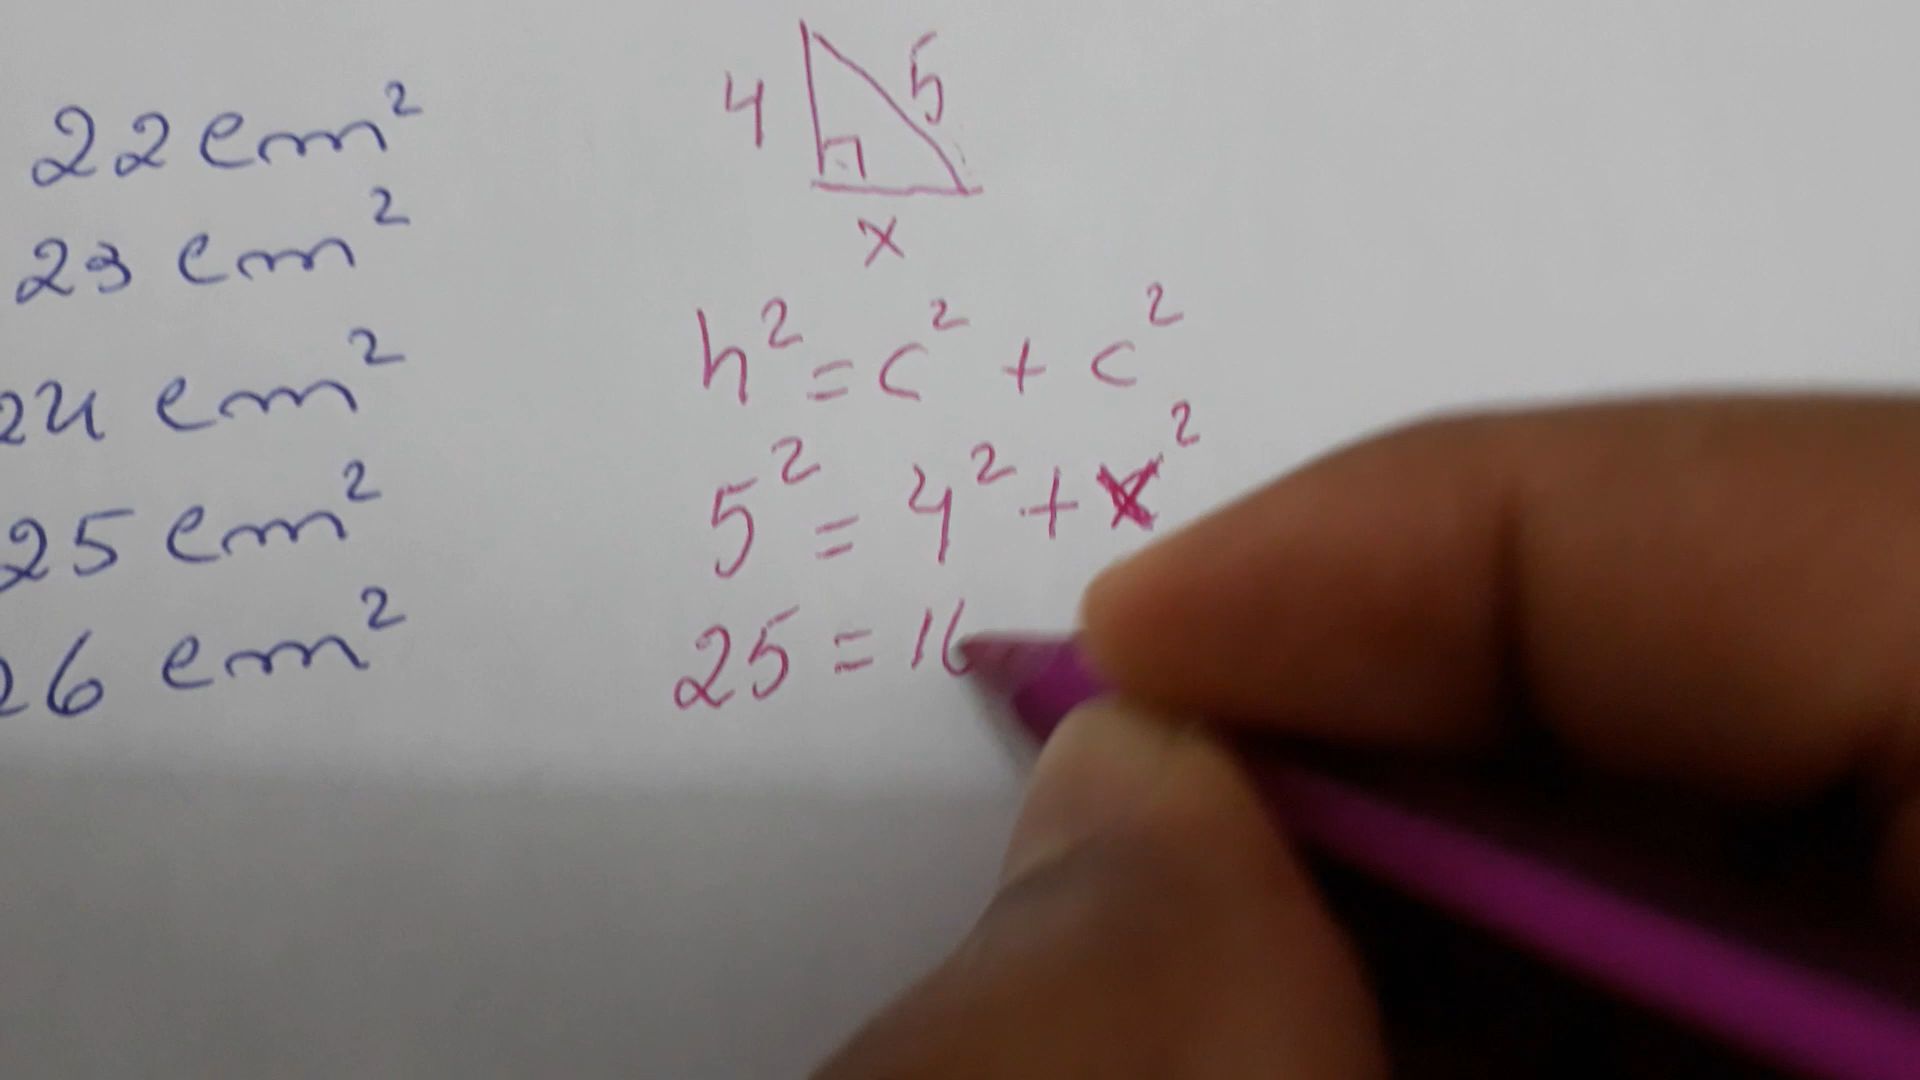 22 cm²
23 cm²
24 cm²
25 cm²
26 cm²
4
5
x
h² = c² + c²
5² = 4² + x²
25 = 16